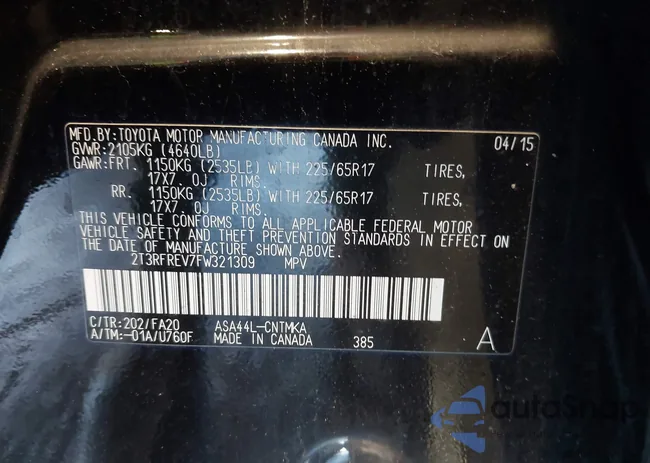 MFD.BY:TOYOTA MOTOR MANUFACTURING CANADA INC. 04/15
GVWR:2105KG (4640LB)
GAWR:FRT. 1150KG (2535LB) WITH 225/65R17 TIRES,
17X7.0J RIMS.
RR. 1150KG (2535LB) WITH 225/65R17 TIRES,
17X7.0J RIMS.
THIS VEHICLE CONFORMS TO ALL APPLICABLE FEDERAL MOTOR
VEHICLE SAFETY AND THEFT PREVENTION STANDARDS IN EFFECT ON
THE DATE OF MANUFACTURE SHOWN ABOVE.
2T3RFREV7FW321309 MPV
C/TR:202/FA20 ASA44L-CNTMKA
A/TM:-01A/U760F MADE IN CANADA 385 A
autoSnap